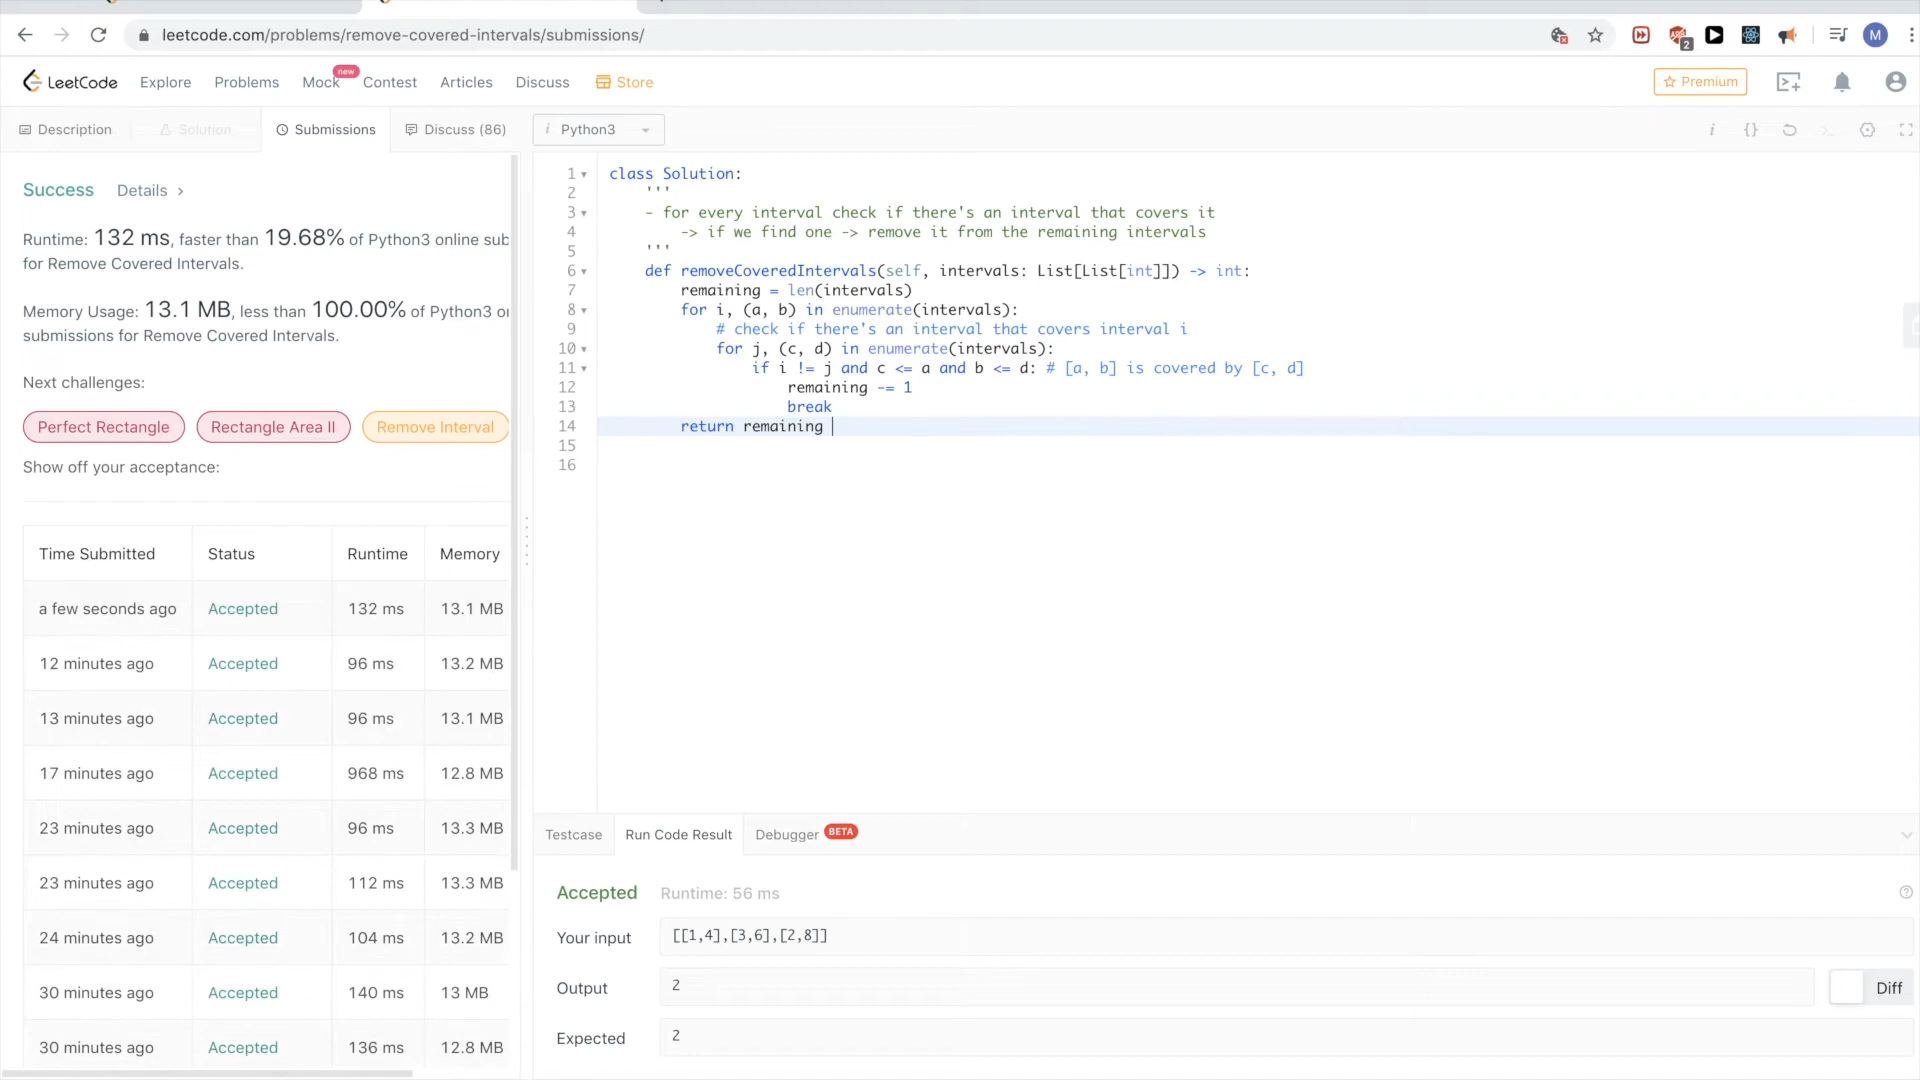 leetcode.com/problems/remove-covered-intervals/submissions/
2
M
LeetCode
Explore
Problems
Mock
new
Contest
Articles
Discuss
Store
Premium
Description
Solution
Submissions
Discuss (86)
i Python3
Success
Details >
Runtime: 132 ms, faster than 19.68% of Python3 online sub
for Remove Covered Intervals.
Memory Usage: 13.1 MB, less than 100.00% of Python3 or
submissions for Remove Covered Intervals.
Next challenges:
Perfect Rectangle
Rectangle Area II
Remove Interval
Show off your acceptance:
Time Submitted Status Runtime Memory
a few seconds ago Accepted 132 ms 13.1 MB
12 minutes ago Accepted 96 ms 13.2 MB
13 minutes ago Accepted 96 ms 13.1 MB
17 minutes ago Accepted 968 ms 12.8 MB
23 minutes ago Accepted 96 ms 13.3 MB
23 minutes ago Accepted 112 ms 13.3 MB
24 minutes ago Accepted 104 ms 13.2 MB
30 minutes ago Accepted 140 ms 13 MB
30 minutes ago Accepted 136 ms 12.8 MB
1 class Solution:
2 '''
3 - for every interval check if there's an interval that covers it
4 -> if we find one -> remove it from the remaining intervals
5 '''
6 def removeCoveredIntervals(self, intervals: List[List[int]]) -> int:
7 remaining = len(intervals)
8 for i, (a, b) in enumerate(intervals):
9 # check if there's an interval that covers interval i
10 for j, (c, d) in enumerate(intervals):
11 if i != j and c <= a and b <= d: # [a, b] is covered by [c, d]
12 remaining -= 1
13 break
14 return remaining
15
16
Testcase
Run Code Result
Debugger
BETA
Accepted Runtime: 56 ms
Your input [[1,4],[3,6],[2,8]]
Output 2
Diff
Expected 2